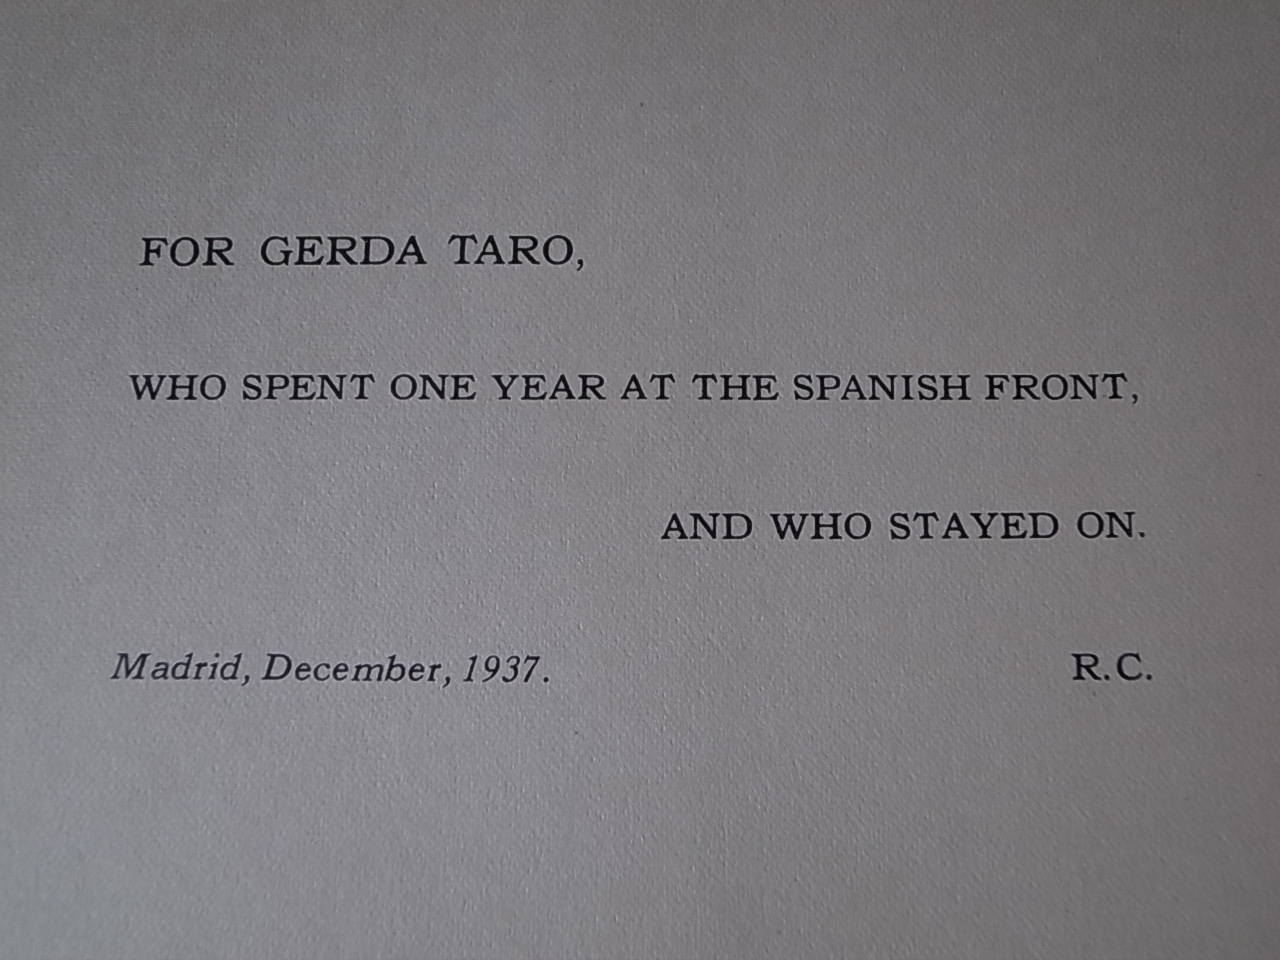 FOR GERDA TARO,
WHO SPENT ONE YEAR AT THE SPANISH FRONT,
AND WHO STAYED ON.
Madrid, December, 1937. R.C.